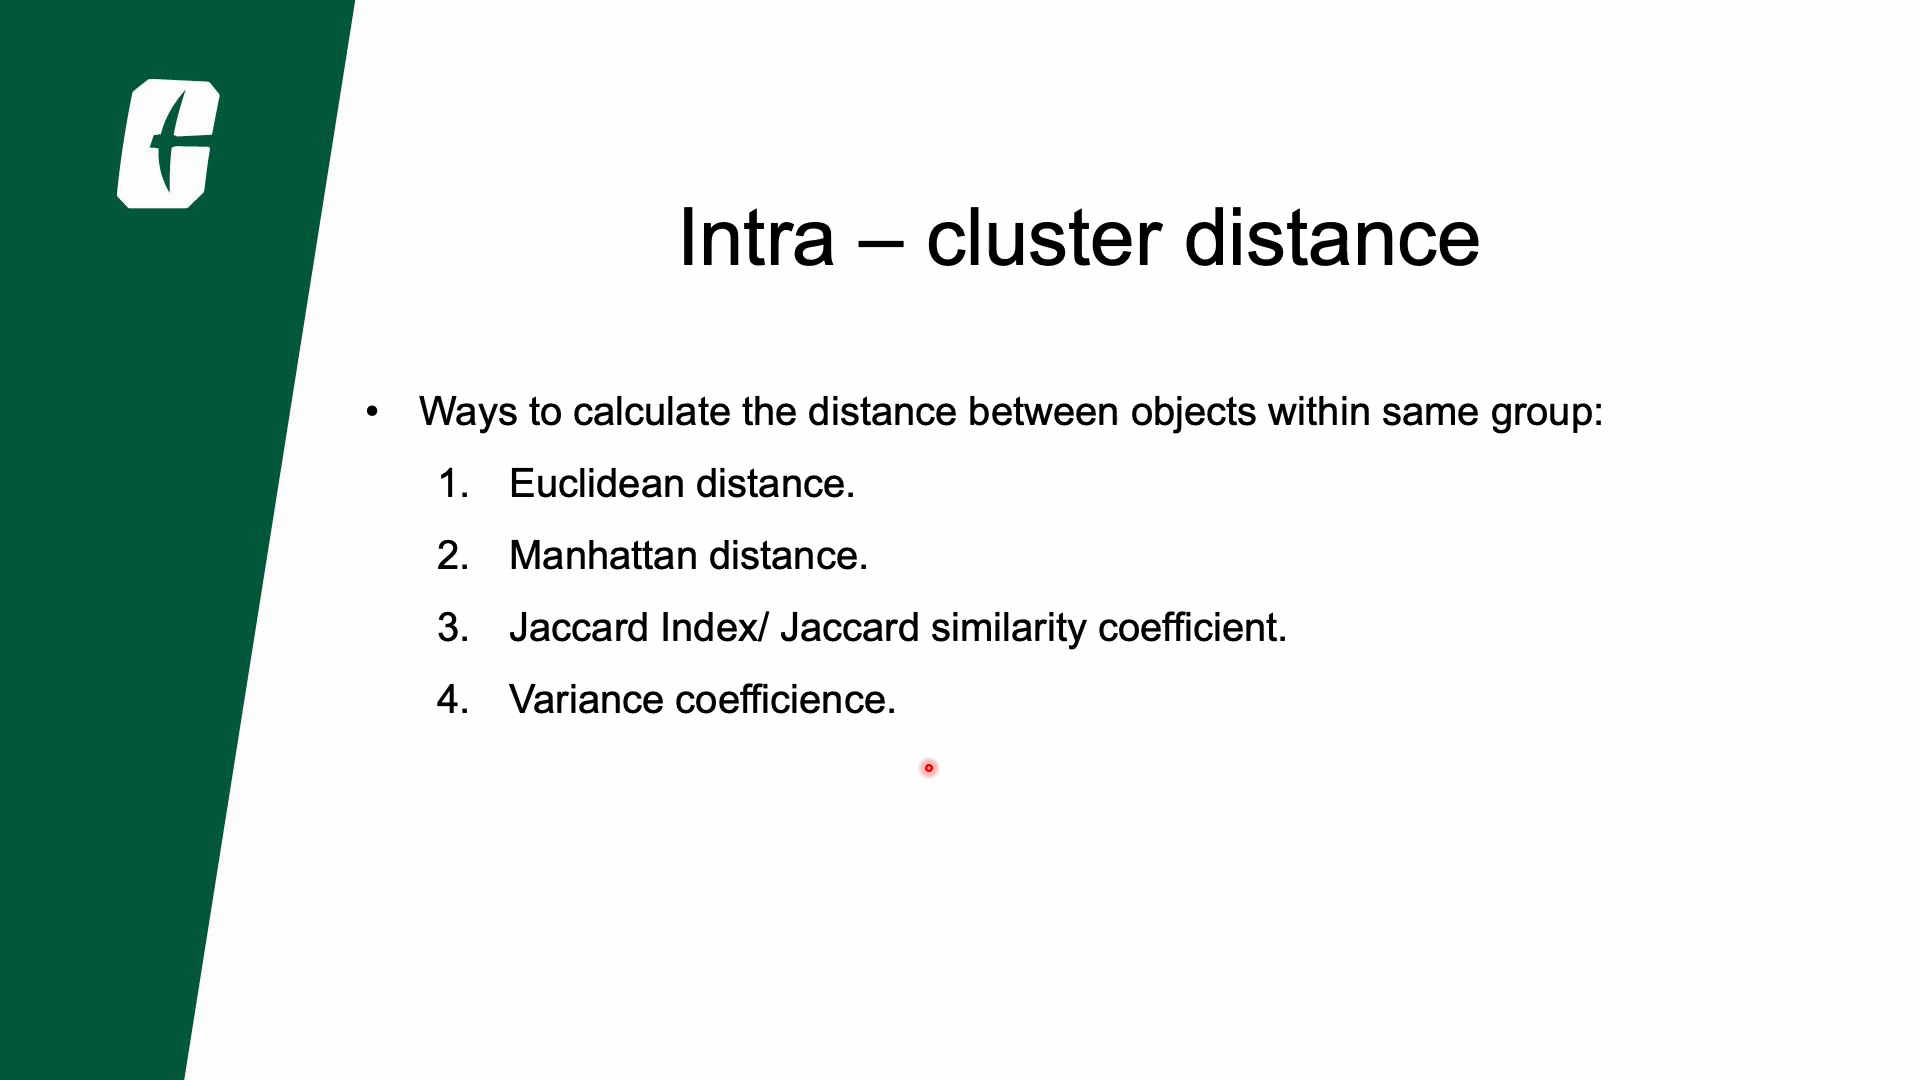 Intra – cluster distance
• Ways to calculate the distance between objects within same group:
1. Euclidean distance.
2. Manhattan distance.
3. Jaccard Index/ Jaccard similarity coefficient.
4. Variance coefficience.